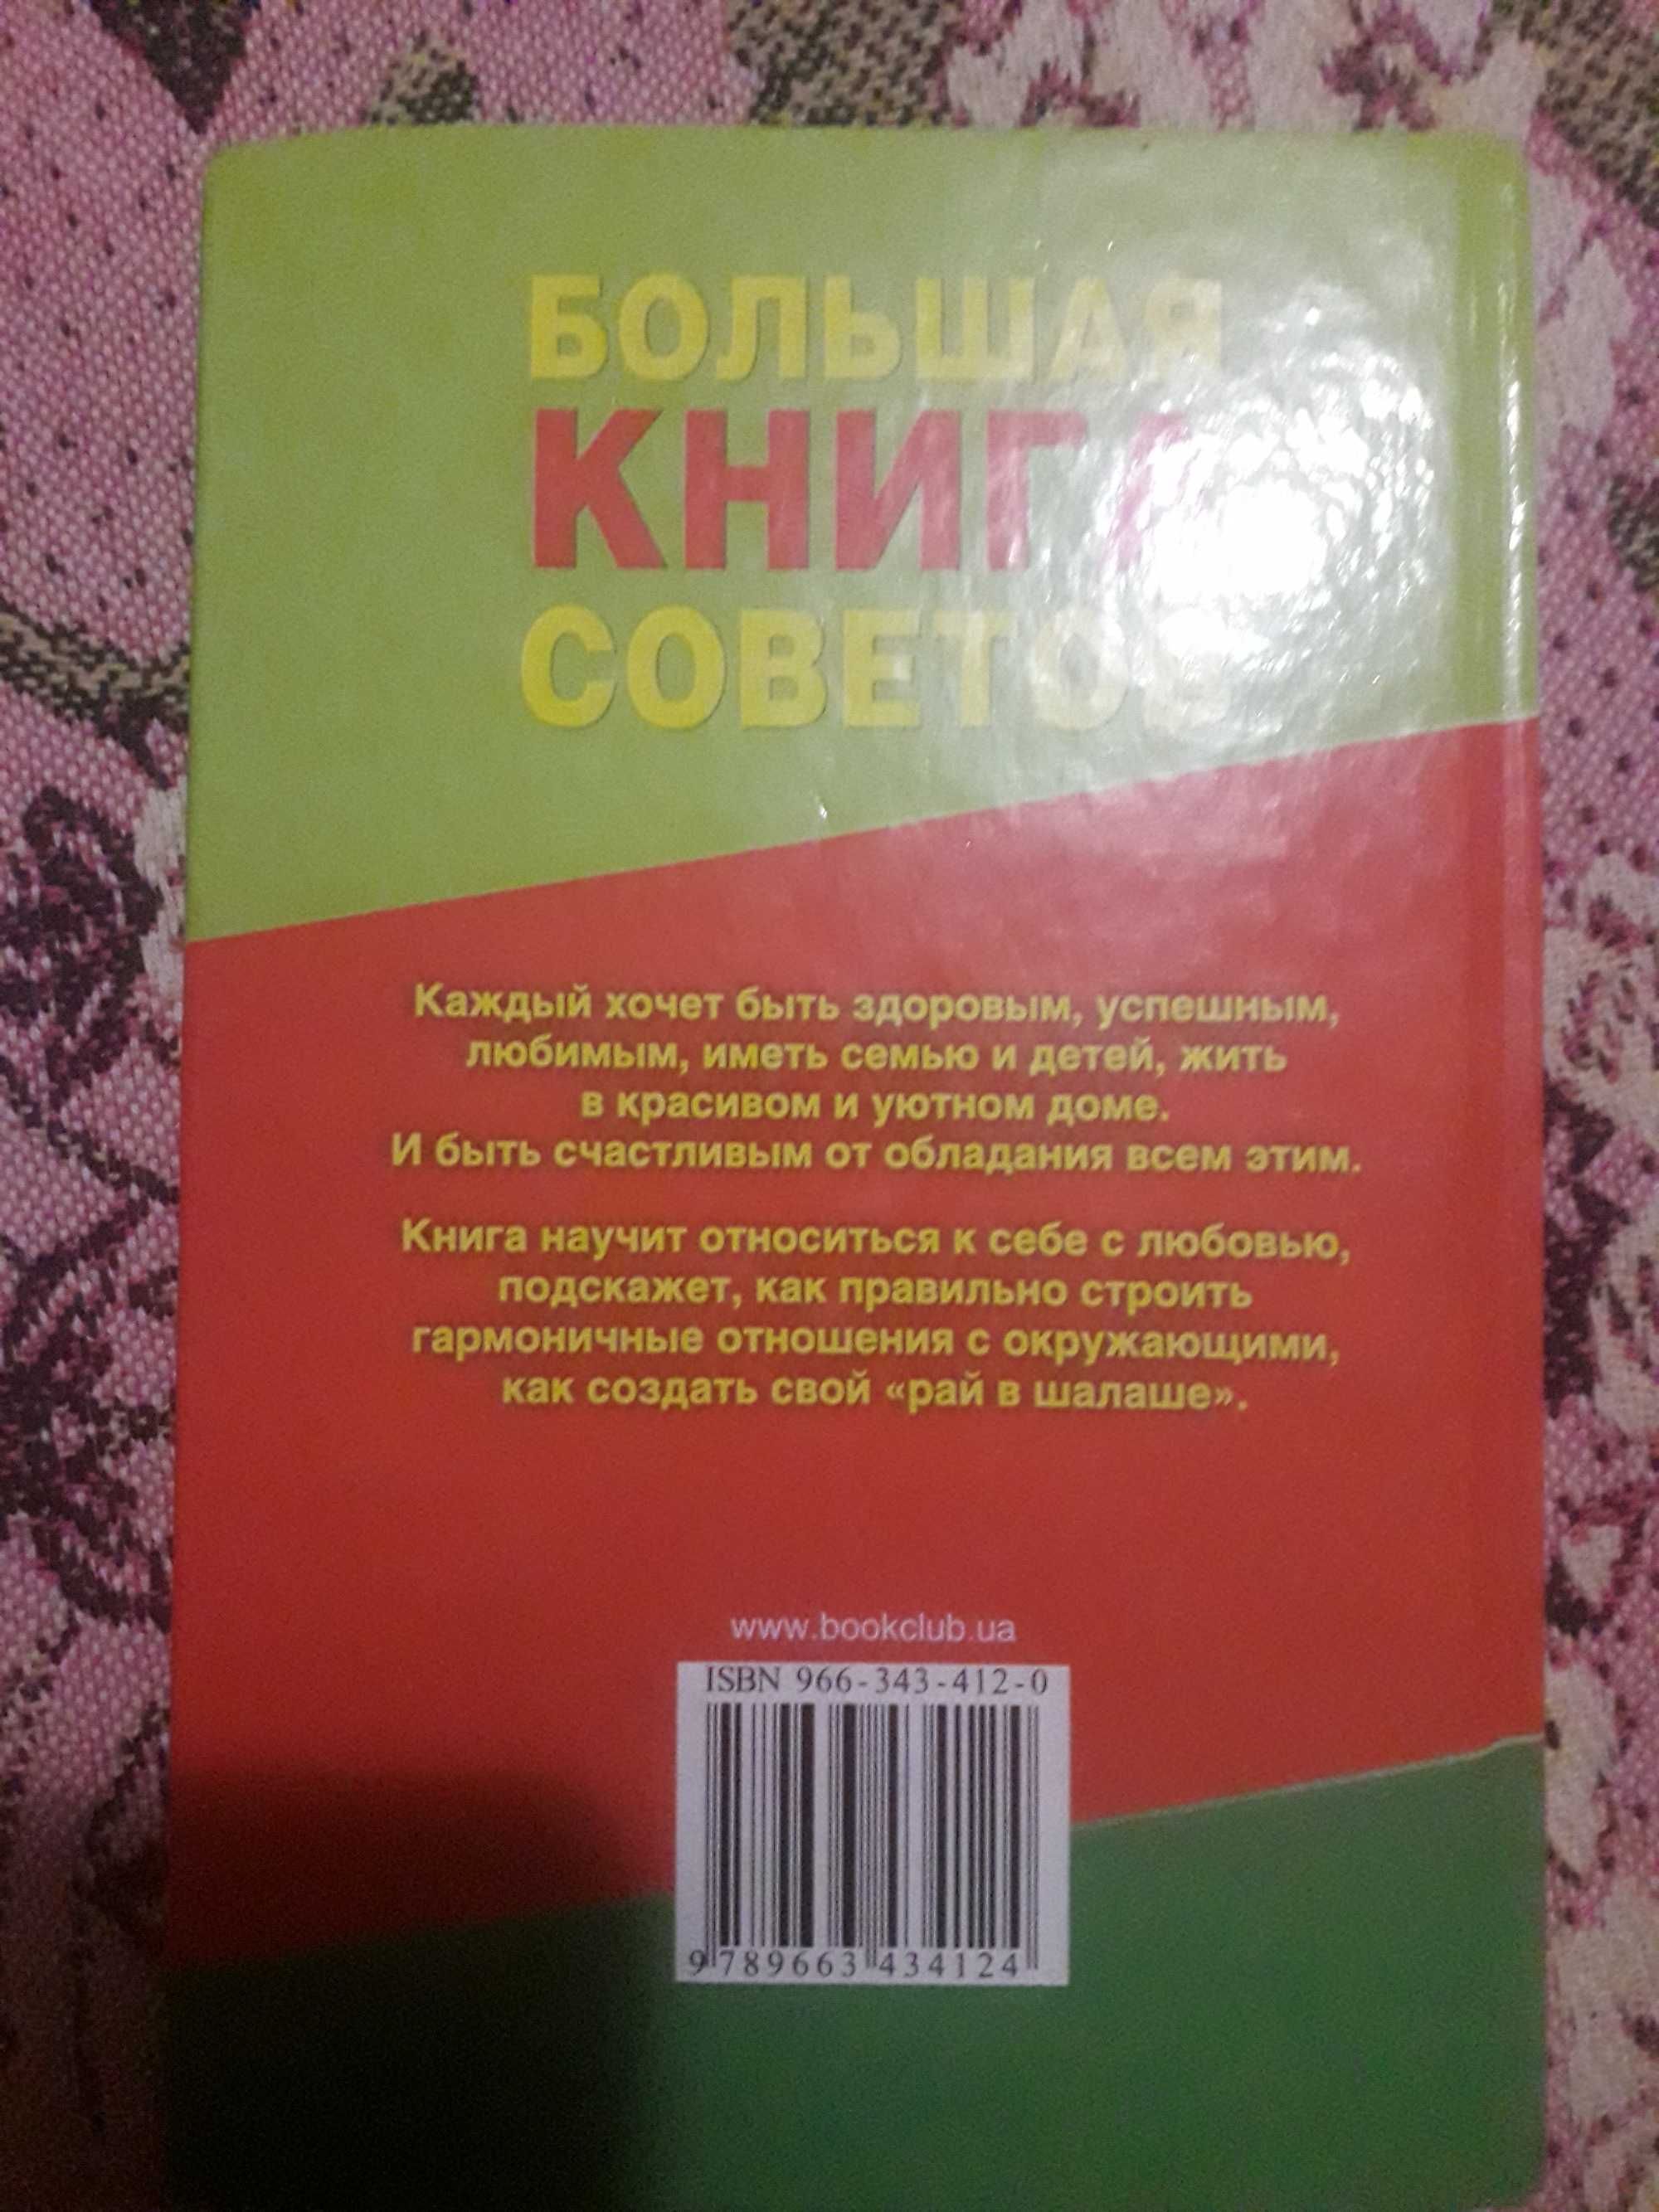 БОЛЬШАЯ
КНИГА
СОВЕТОВ
Каждый хочет быть здоровым, успешным,
любимым, иметь семью и детей, жить
в красивом и уютном доме.
И быть счастливым от обладания всем этим.
Книга научит относиться к себе с любовью,
подскажет, как правильно строить
гармоничные отношения с окружающими,
как создать свой «рай в шалаше».
www.bookclub.ua
ISBN 966-343-412-0
9 789663 434124